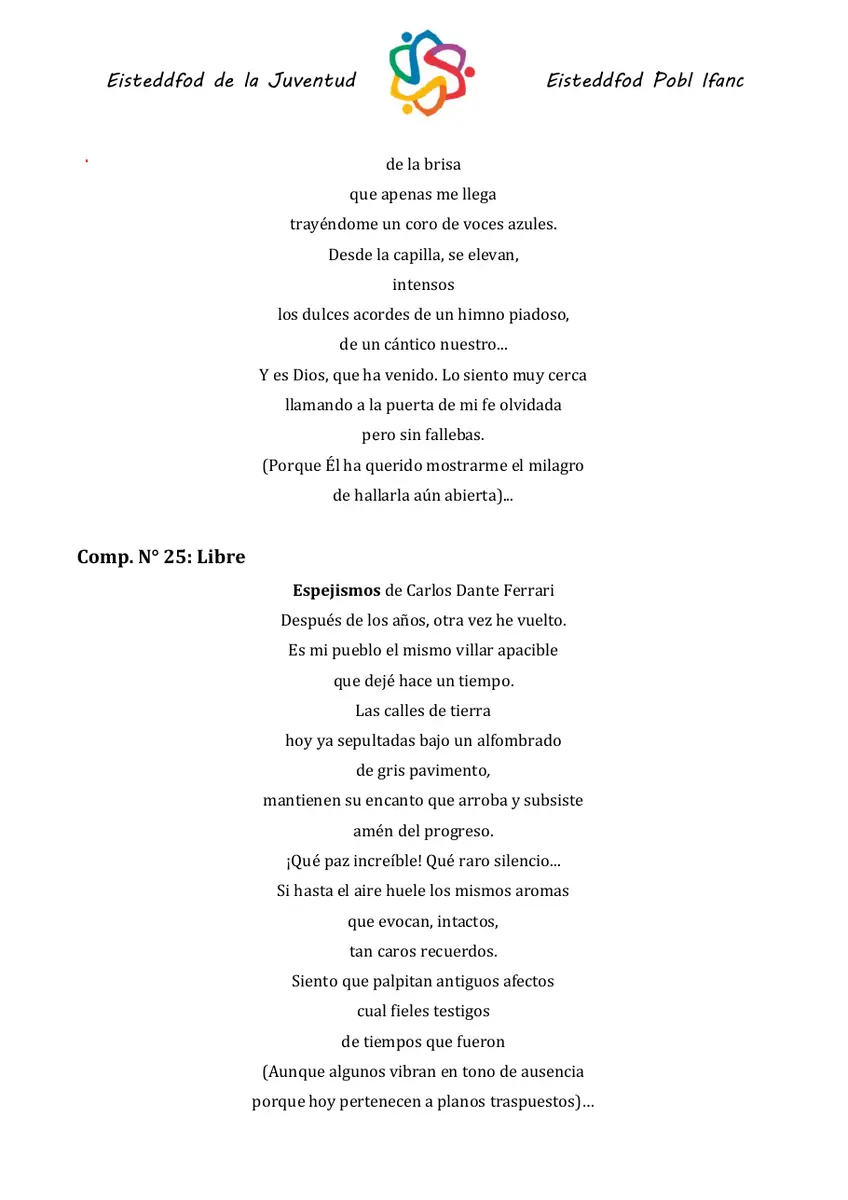 Eisteddfod de la Juventud
Eisteddfod Pobl Ifanc
de la brisa
que apenas me llega
trayéndome un coro de voces azules.
Desde la capilla, se elevan,
intensos
los dulces acordes de un himno piadoso,
de un cántico nuestro...
Y es Dios, que ha venido. Lo siento muy cerca
llamando a la puerta de mi fe olvidada
pero sin fallebas.
(Porque Él ha querido mostrarme el milagro
de hallarla aún abierta)...
Comp. N° 25: Libre
Espejismos de Carlos Dante Ferrari
Después de los años, otra vez he vuelto.
Es mi pueblo el mismo villar apacible
que dejé hace un tiempo.
Las calles de tierra
hoy ya sepultadas bajo un alfombrado
de gris pavimento,
mantienen su encanto que arroba y subsiste
amén del progreso.
¡Qué paz increíble! Qué raro silencio...
Si hasta el aire huele los mismos aromas
que evocan, intactos,
tan caros recuerdos.
Siento que palpitan antiguos afectos
cual fieles testigos
de tiempos que fueron
(Aunque algunos vibran en tono de ausencia
porque hoy pertenecen a planos traspuestos)…